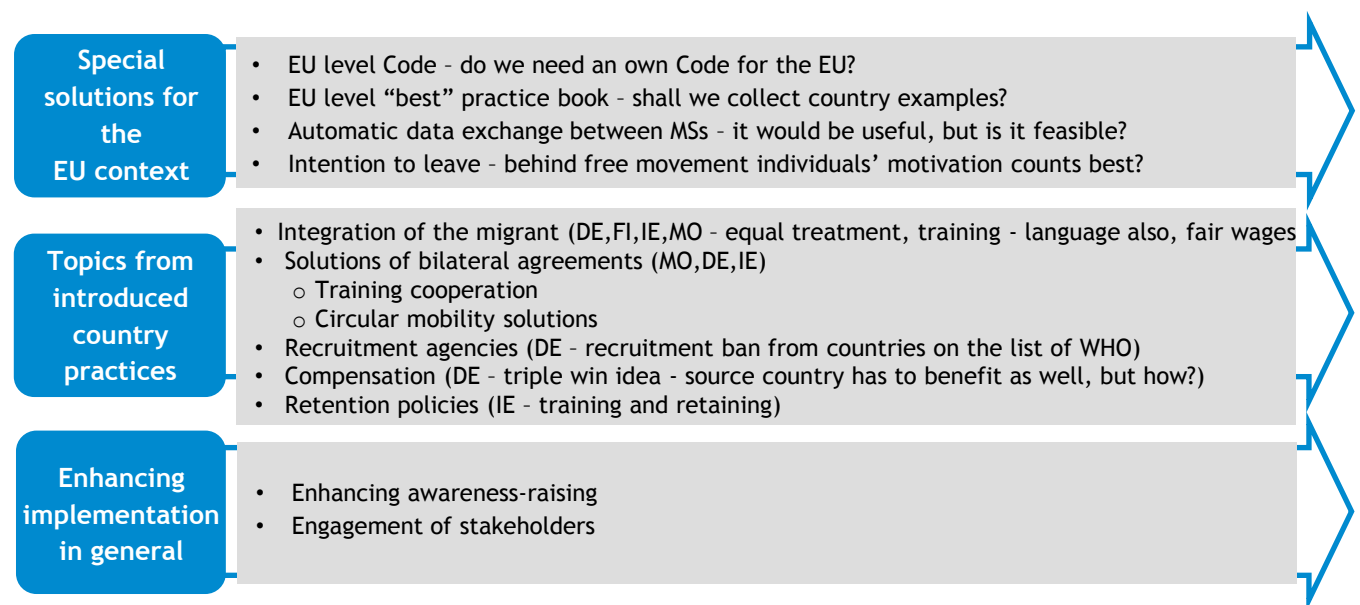 Special
solutions for
the
EU context
• EU level Code – do we need an own Code for the EU?
• EU level “best” practice book – shall we collect country examples?
• Automatic data exchange between MSs – it would be useful, but is it feasible?
• Intention to leave – behind free movement individuals’ motivation counts best?
Topics from
introduced
country
practices
• Integration of the migrant (DE,FI,IE,MO – equal treatment, training - language also, fair wages
• Solutions of bilateral agreements (MO,DE,IE)
o Training cooperation
o Circular mobility solutions
• Recruitment agencies (DE – recruitment ban from countries on the list of WHO)
• Compensation (DE – triple win idea - source country has to benefit as well, but how?)
• Retention policies (IE – training and retaining)
Enhancing
implementation
in general
• Enhancing awareness-raising
• Engagement of stakeholders